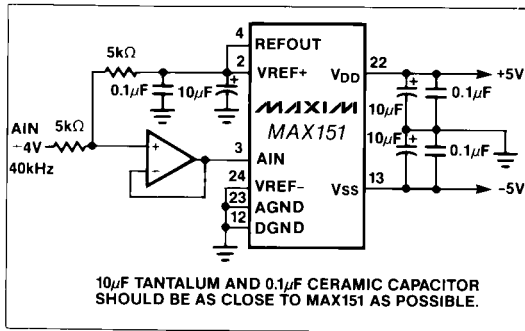 4
REFOUT
5kΩ
2
VREF+
VDD
22
+5V
0.1μF
10μF
10μF
0.1μF
MAXIM
MAX151
AIN
5kΩ
−4V
40kHz
+
−
3
AIN
10μF
0.1μF
24
VREF−
23
AGND
12
DGND
VSS
13
−5V
10μF TANTALUM AND 0.1μF CERAMIC CAPACITOR
SHOULD BE AS CLOSE TO MAX151 AS POSSIBLE.